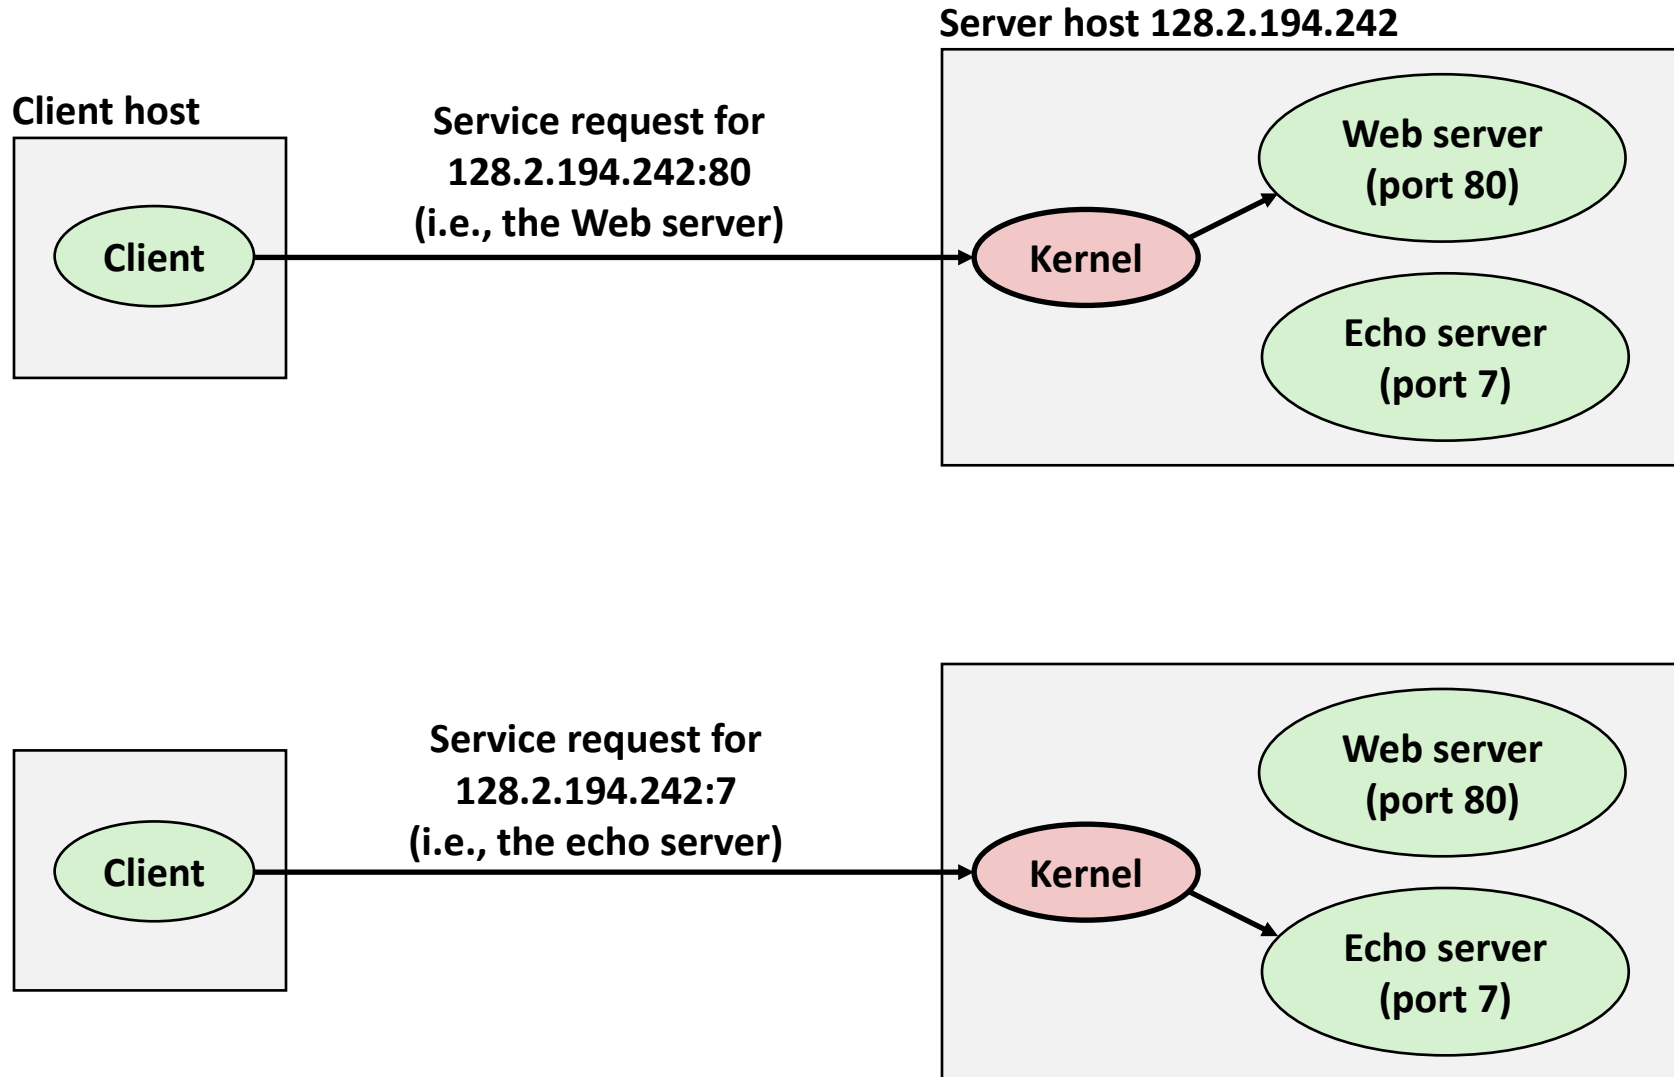 Server host 128.2.194.242
Client host
Service request for
128.2.194.242:80
(i.e., the Web server)
Client
Kernel
Web server
(port 80)
Echo server
(port 7)
Service request for
128.2.194.242:7
(i.e., the echo server)
Client
Kernel
Web server
(port 80)
Echo server
(port 7)